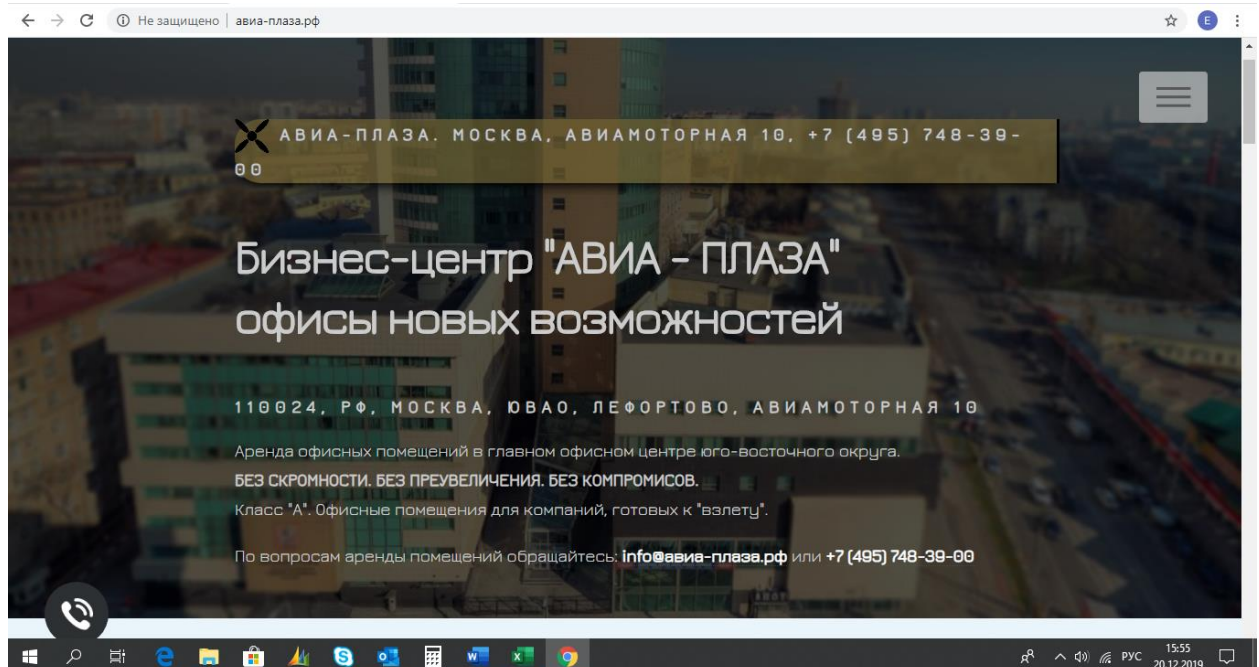 Не защищено | авиа-плаза.рф
Е
АВИА-ПЛАЗА. МОСКВА, АВИАМОТОРНАЯ 10, +7 (495) 748-39-
00
Бизнес-центр "АВИА - ПЛАЗА"
офисы новых возможностей
110024, РФ, МОСКВА, ЮВАО, ЛЕФОРТОВО, АВИАМОТОРНАЯ 10
Аренда офисных помещений в главном офисном центре юго-восточного округа.
БЕЗ СКРОМНОСТИ. БЕЗ ПРЕУВЕЛИЧЕНИЯ. БЕЗ КОМПРОМИСОВ.
Класс "А". Офисные помещения для компаний, готовых к "взлету".
По вопросам аренды помещений обращайтесь: info@авиа-плаза.рф или +7 (495) 748-39-00
РУС
15:55
20.12.2019